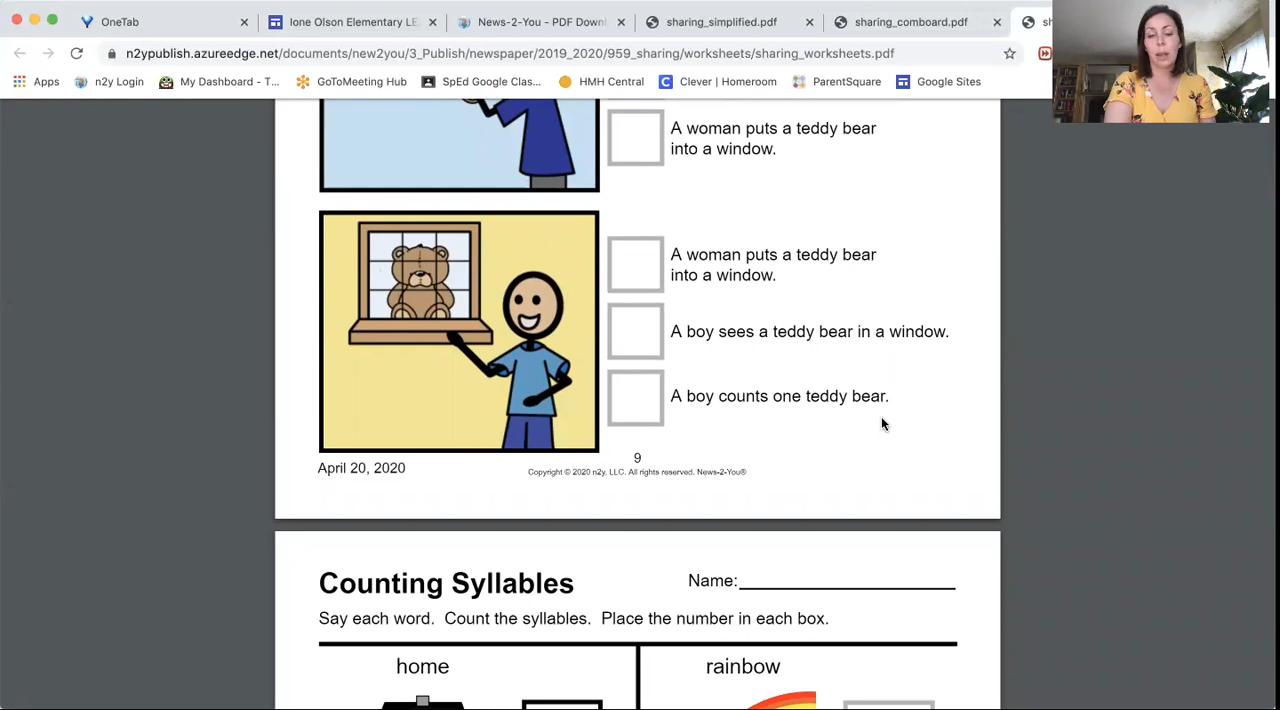 OneTab
Ione Olson Elementary LE
News-2-You - PDF Downl
sharing_simplified.pdf
sharing_comboard.pdf
sh
n2ypublish.azureedge.net/documents/new2you/3_Publish/newspaper/2019_2020/959_sharing/worksheets/sharing_worksheets.pdf
Apps
n2y Login
My Dashboard - T...
GoToMeeting Hub
SpEd Google Clas...
HMH Central
Clever | Homeroom
ParentSquare
Google Sites
A woman puts a teddy bear
into a window.
A woman puts a teddy bear
into a window.
A boy sees a teddy bear in a window.
A boy counts one teddy bear.
9
April 20, 2020
Copyright © 2020 n2y, LLC. All rights reserved. News-2-You®
Counting Syllables
Name:
Say each word. Count the syllables. Place the number in each box.
home
rainbow